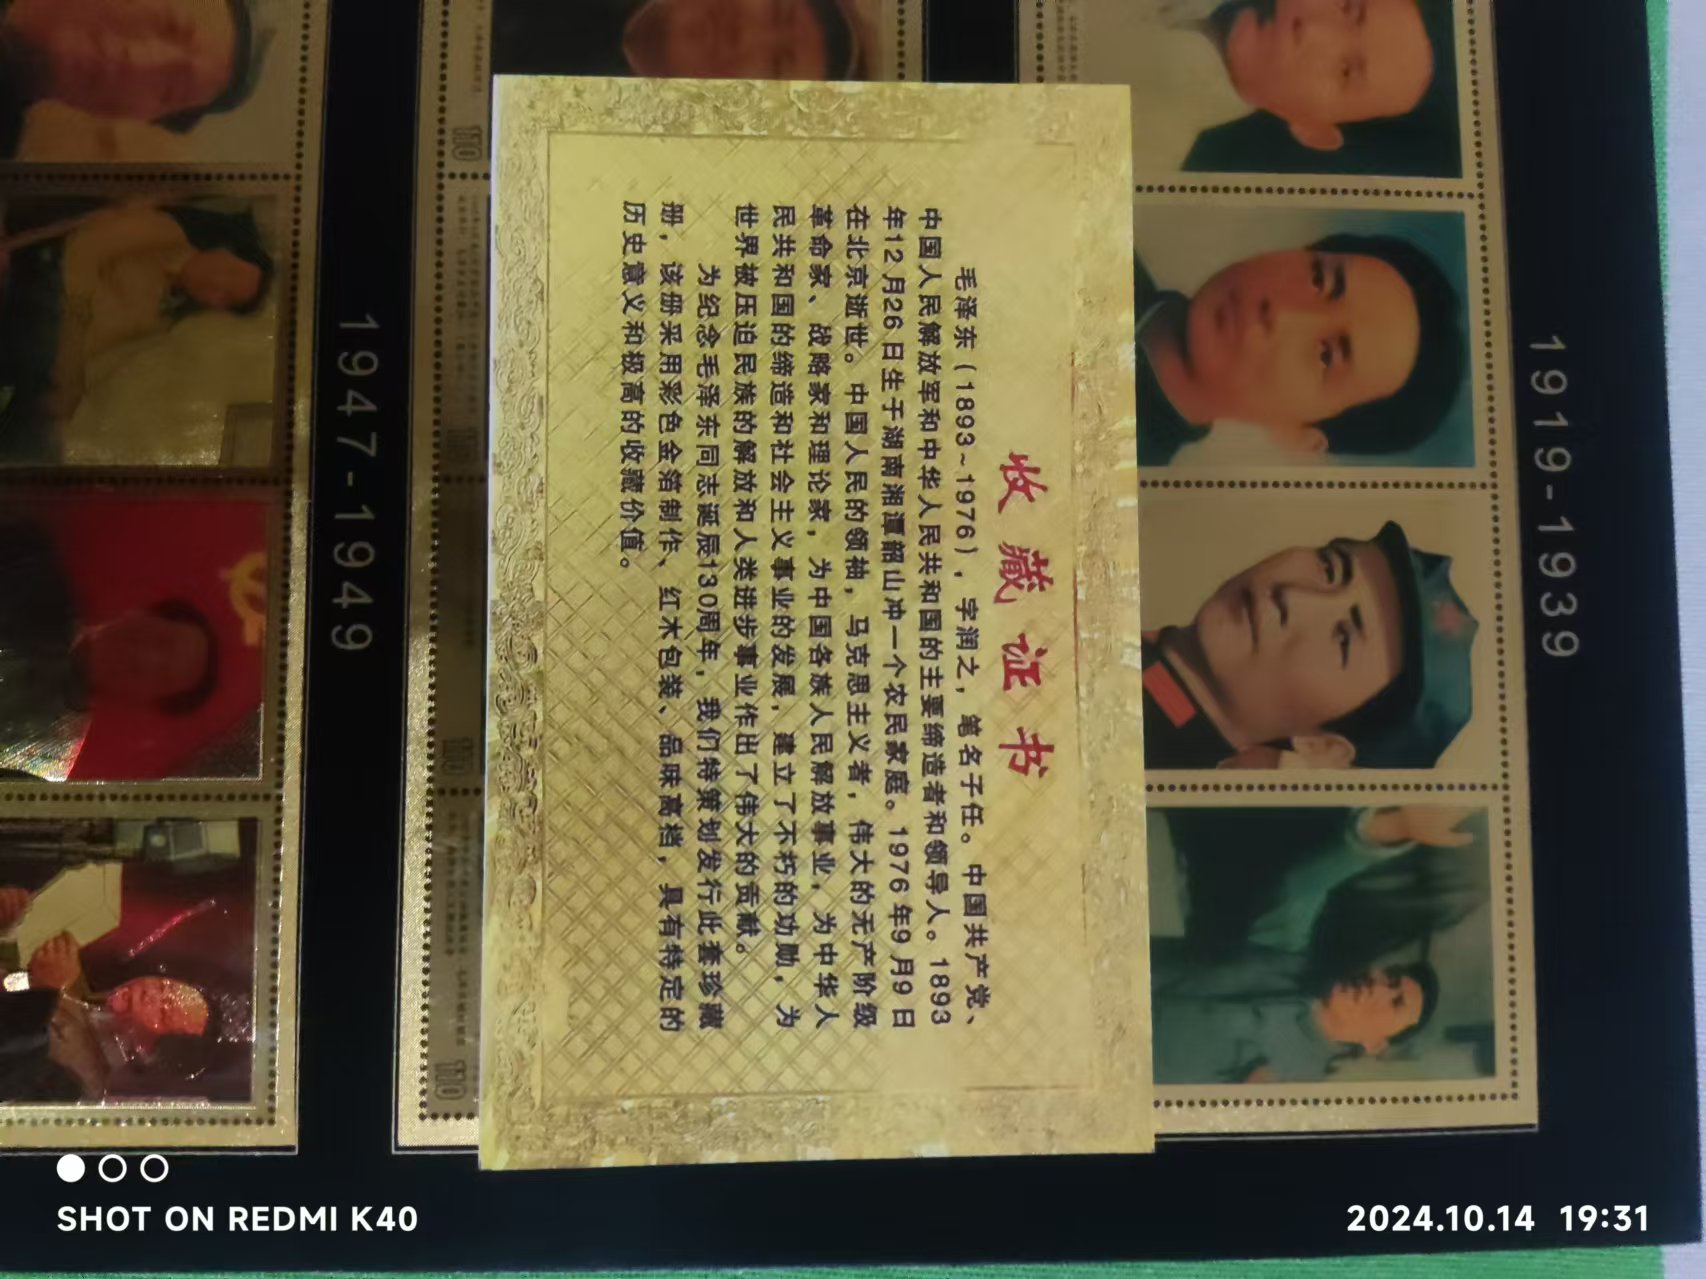 收藏证书
毛泽东（1893~1976），字润之，笔名子任。中国共产党、
中国人民解放军和中华人民共和国的主要缔造者和领导人。1893
年12月26日生于湖南湘潭韶山冲一个农民家庭。1976年9月9日
在北京逝世。中国人民的领袖，马克思主义者，伟大的无产阶级
革命家、战略家和理论家，为中国各族人民解放事业，为中华人
民共和国的缔造和社会主义事业的发展，建立了不朽的功勋，为
世界被压迫民族的解放和人类进步事业作出了伟大的贡献。
为纪念毛泽东同志诞辰130周年，我们特策划发行此套珍藏
册，该册采用彩色金箔制作、红木包装、品味高档，具有特定的
历史意义和极高的收藏价值。
1919-1939
1947-1949
110
110
SHOT ON REDMI K40
2024.10.14 19:31